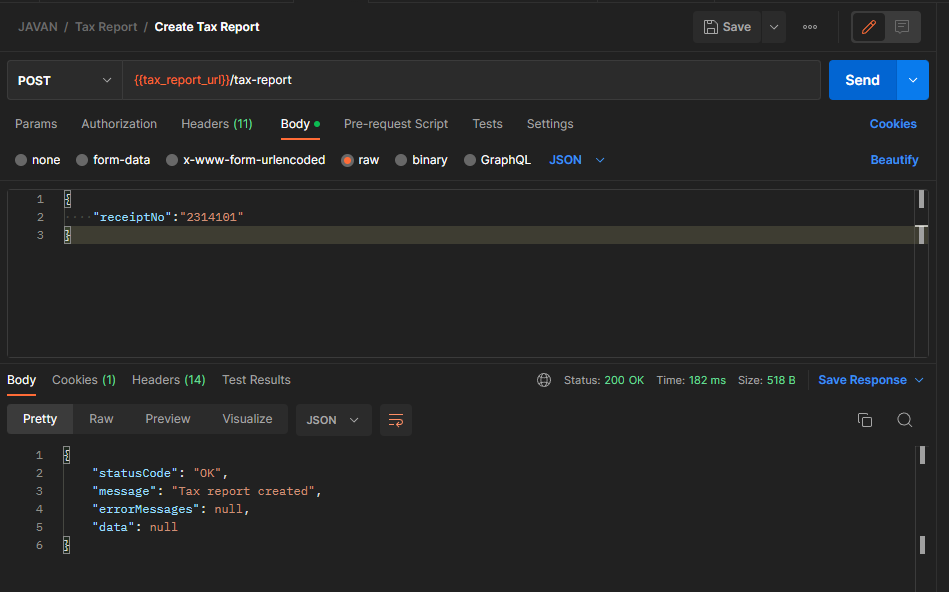 JAVAN / Tax Report / Create Tax Report Save
POST {{tax_report_url}}/tax-report Send
Params Authorization Headers (11) Body Pre-request Script Tests Settings Cookies
none form-data x-www-form-urlencoded raw binary GraphQL JSON Beautify
1 {
2 ····"receiptNo":"2314101"
3 }
Body Cookies (1) Headers (14) Test Results Status: 200 OK Time: 182 ms Size: 518 B Save Response
Pretty Raw Preview Visualize JSON
1 {
2 "statusCode": "OK",
3 "message": "Tax report created",
4 "errorMessages": null,
5 "data": null
6 }